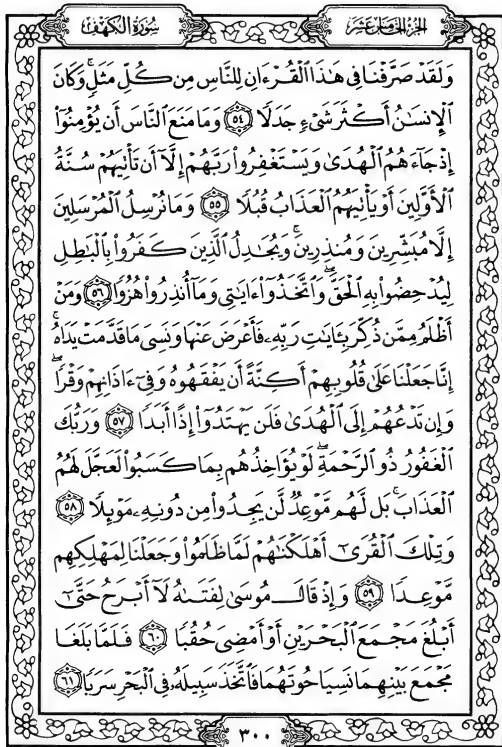 الجزء الخامس عشر
سورة الكهف
وَلَقَدْ صَرَّفْنَا فِي هَٰذَا ٱلْقُرْءَانِ لِلنَّاسِ مِن كُلِّ مَثَلٍ ۚ وَكَانَ
ٱلْإِنسَٰنُ أَكْثَرَ شَىْءٍ جَدَلًا ۝٥٤ وَمَا مَنَعَ ٱلنَّاسَ أَن يُؤْمِنُوٓا۟
إِذْ جَآءَهُمُ ٱلْهُدَىٰ وَيَسْتَغْفِرُوا۟ رَبَّهُمْ إِلَّآ أَن تَأْتِيَهُمْ سُنَّةُ
ٱلْأَوَّلِينَ أَوْ يَأْتِيَهُمُ ٱلْعَذَابُ قُبُلًا ۝٥٥ وَمَا نُرْسِلُ ٱلْمُرْسَلِينَ
إِلَّا مُبَشِّرِينَ وَمُنذِرِينَ ۚ وَيُجَٰدِلُ ٱلَّذِينَ كَفَرُوا۟ بِٱلْبَٰطِلِ
لِيُدْحِضُوا۟ بِهِ ٱلْحَقَّ ۖ وَٱتَّخَذُوٓا۟ ءَايَٰتِى وَمَآ أُنذِرُوا۟ هُزُوًا ۝٥٦ وَمَنْ
أَظْلَمُ مِمَّن ذُكِّرَ بِـَٔايَٰتِ رَبِّهِۦ فَأَعْرَضَ عَنْهَا وَنَسِىَ مَا قَدَّمَتْ يَدَاهُ ۚ
إِنَّا جَعَلْنَا عَلَىٰ قُلُوبِهِمْ أَكِنَّةً أَن يَفْقَهُوهُ وَفِىٓ ءَاذَانِهِمْ وَقْرًا ۖ
وَإِن تَدْعُهُمْ إِلَى ٱلْهُدَىٰ فَلَن يَهْتَدُوٓا۟ إِذًا أَبَدًا ۝٥٧ وَرَبُّكَ
ٱلْغَفُورُ ذُو ٱلرَّحْمَةِ ۖ لَوْ يُؤَاخِذُهُم بِمَا كَسَبُوا۟ لَعَجَّلَ لَهُمُ
ٱلْعَذَابَ ۚ بَل لَّهُم مَّوْعِدٌ لَّن يَجِدُوا۟ مِن دُونِهِۦ مَوْئِلًا ۝٥٨
وَتِلْكَ ٱلْقُرَىٰٓ أَهْلَكْنَٰهُمْ لَمَّا ظَلَمُوا۟ وَجَعَلْنَا لِمَهْلِكِهِم
مَّوْعِدًا ۝٥٩ وَإِذْ قَالَ مُوسَىٰ لِفَتَىٰهُ لَآ أَبْرَحُ حَتَّىٰٓ
أَبْلُغَ مَجْمَعَ ٱلْبَحْرَيْنِ أَوْ أَمْضِىَ حُقُبًا ۝٦٠ فَلَمَّا بَلَغَا
مَجْمَعَ بَيْنِهِمَا نَسِيَا حُوتَهُمَا فَٱتَّخَذَ سَبِيلَهُۥ فِى ٱلْبَحْرِ سَرَبًا ۝٦١
٣٠٠